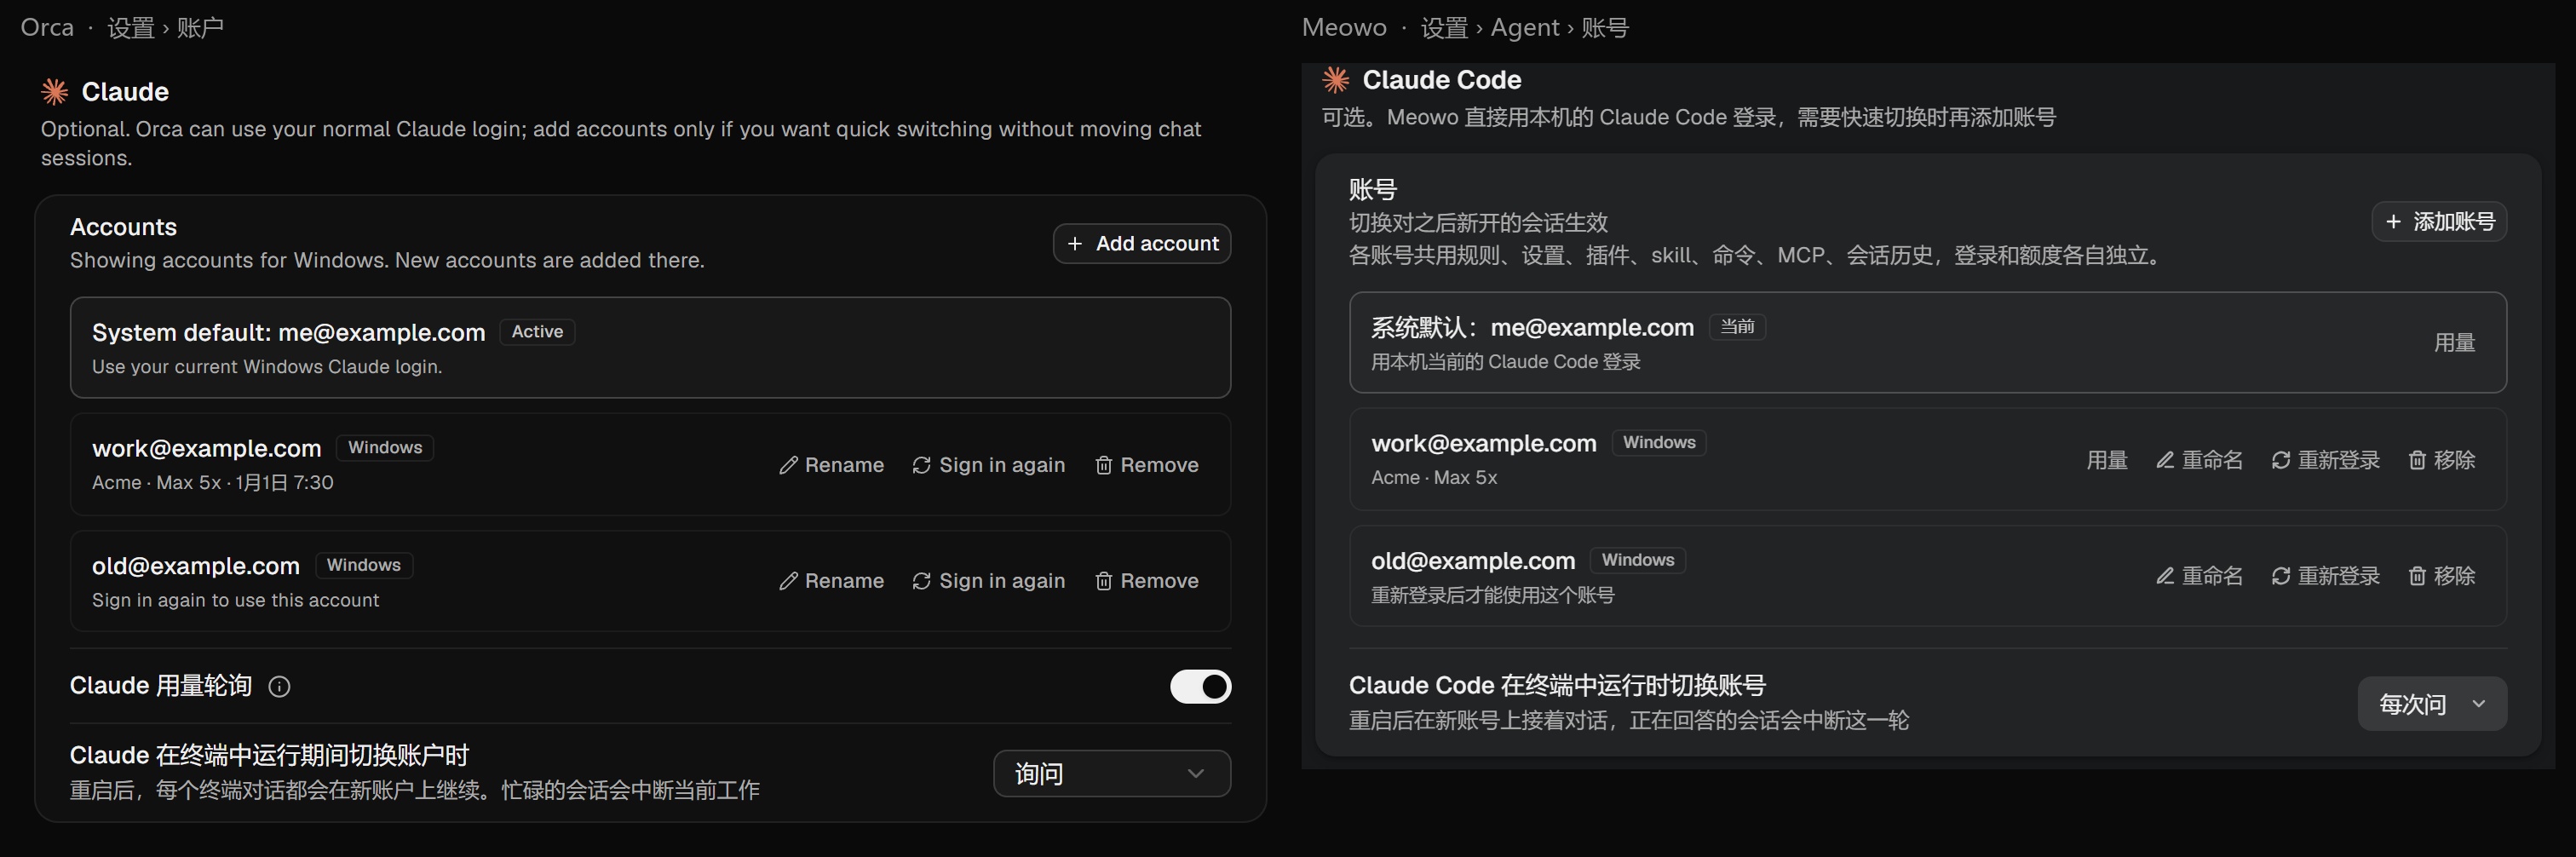 Orca · 设置 › 账户
Claude
Optional. Orca can use your normal Claude login; add accounts only if you want quick switching without moving chat
sessions.
Accounts
Showing accounts for Windows. New accounts are added there.
+ Add account
System default: me@example.com Active
Use your current Windows Claude login.
work@example.com Windows
Acme · Max 5x · 1月1日 7:30
Rename Sign in again Remove
old@example.com Windows
Sign in again to use this account
Rename Sign in again Remove
Claude 用量轮询
Claude 在终端中运行期间切换账户时
重启后，每个终端对话都会在新账户上继续。忙碌的会话会中断当前工作
询问
Meowo · 设置 › Agent › 账号
Claude Code
可选。Meowo 直接用本机的 Claude Code 登录，需要快速切换时再添加账号
账号
切换对之后新开的会话生效
各账号共用规则、设置、插件、skill、命令、MCP、会话历史，登录和额度各自独立。
+ 添加账号
系统默认：me@example.com 当前
用本机当前的 Claude Code 登录
用量
work@example.com Windows
Acme · Max 5x
用量 重命名 重新登录 移除
old@example.com Windows
重新登录后才能使用这个账号
重命名 重新登录 移除
Claude Code 在终端中运行时切换账号
重启后在新账号上接着对话，正在回答的会话会中断这一轮
每次问